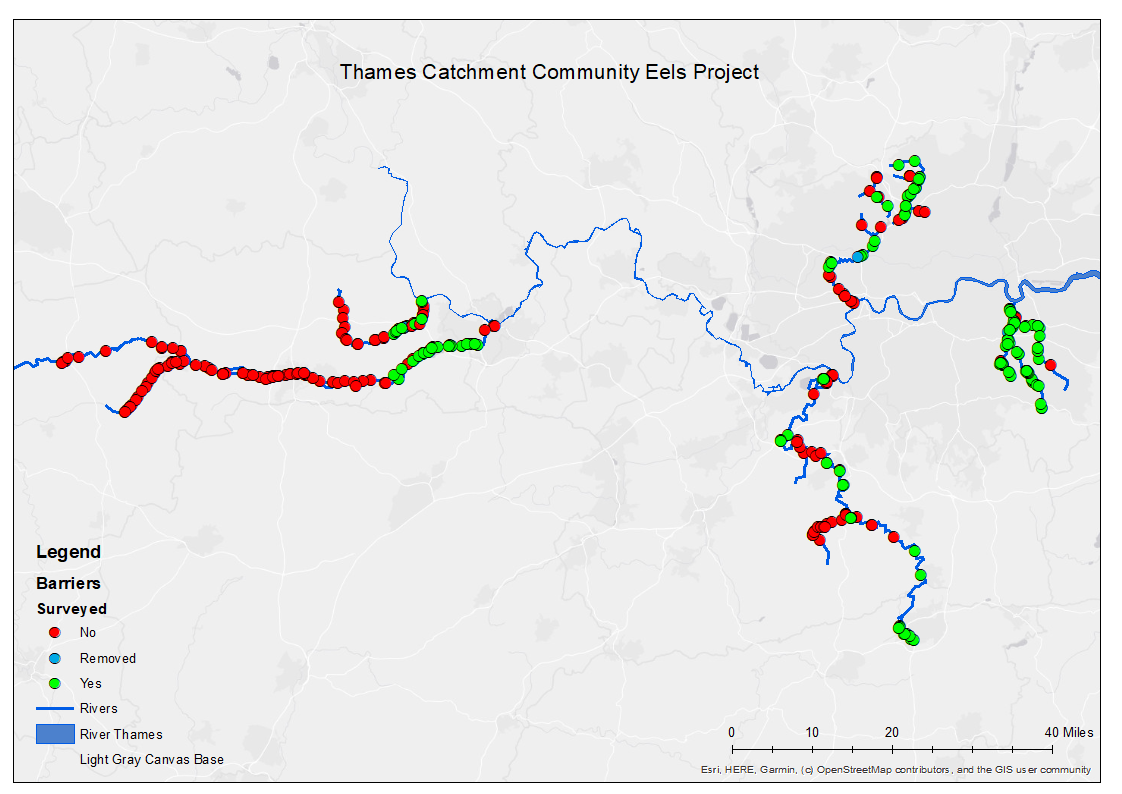 Thames Catchment Community Eels Project
Legend
Barriers
Surveyed
No
Removed
Yes
Rivers
River Thames
Light Gray Canvas Base
0 10 20 40 Miles
Esri, HERE, Garmin, (c) OpenStreetMap contributors, and the GIS user community